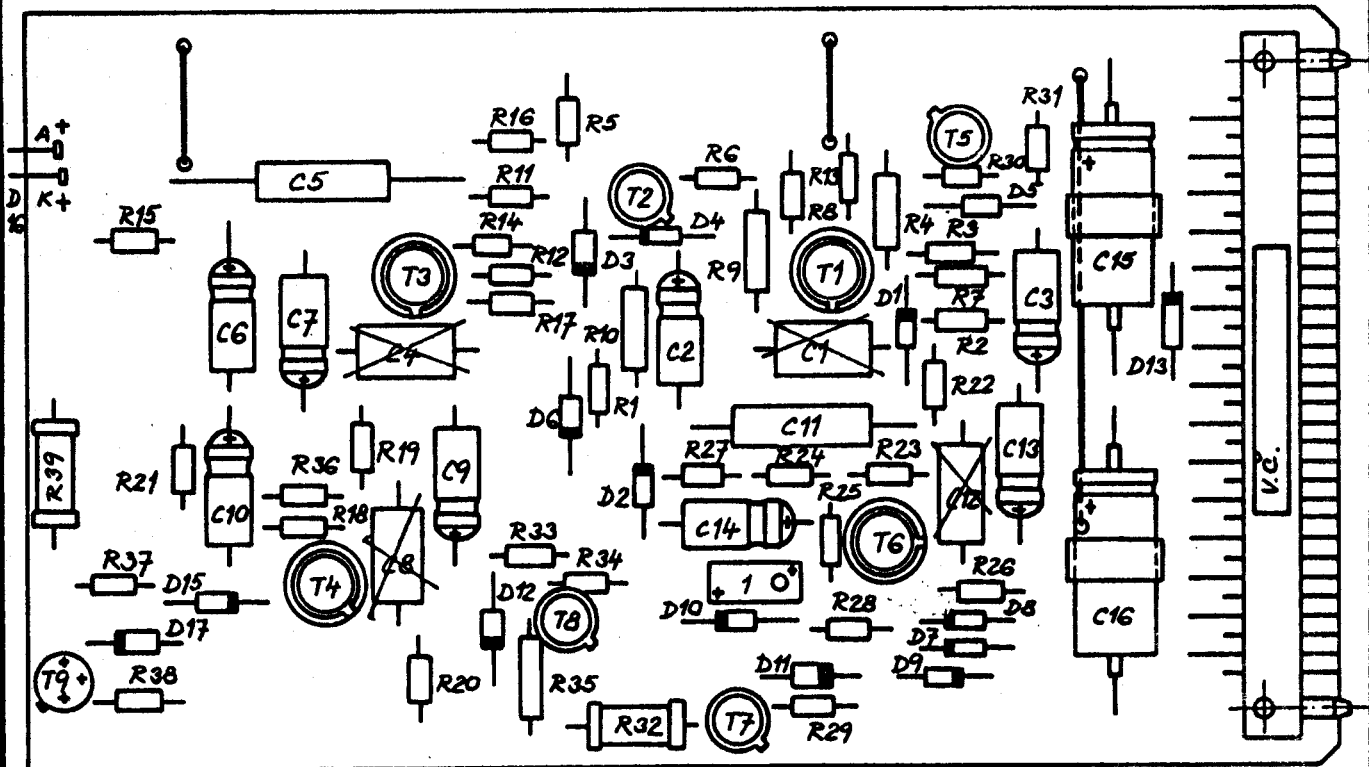 R31
R16
R5
T5
A +
R6
R30
C5
R11
T2
R13
D5
D
K+
16
R15
R14
D4
R8
R4
R3
T3
R12
D3
R9
T1
C15
C6
C7
R17
R10
D1
R7
C3
C4
C2
C1
R2
D13
R22
D6
R1
C11
R39
R21
R36
R19
C9
R27
R24
R23
C13
V.Č.
D2
C10
R18
R25
C12
C14
T6
R33
R34
R37
D15
T4
C8
D12
1
R26
D10
R28
D8
C16
D17
T8
D7
T9
R38
R20
R35
D11
D9
R32
T7
R29